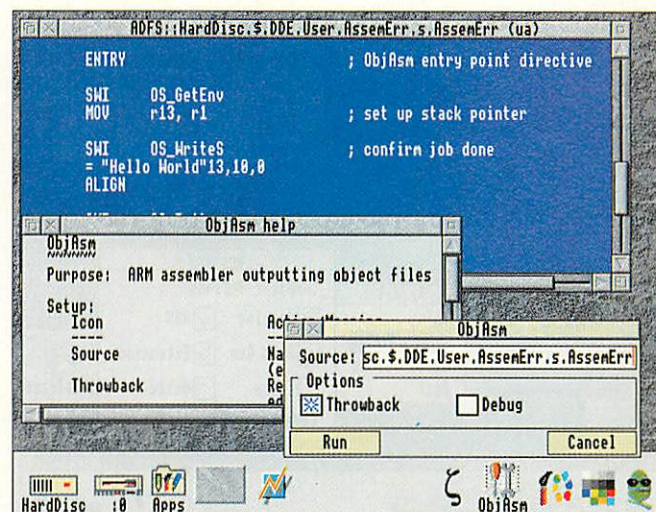 ADFS::HardDisc.$.DDE.User.AssemErr.s.AssemErr (ua)
ENTRY ; ObjAsm entry point directive
SWI OS_GetEnv
MOV r13, r1 ; set up stack pointer
SWI OS_WriteS ; confirm job done
= "Hello World"13,10,0
ALIGN
ObjAsm help
ObjAsm
Purpose: ARM assembler outputting object files
Setup:
Icon
Source
Throwback
ObjAsm
Source: sc.$.DDE.User.AssemErr.s.AssemErr
Options
Throwback Debug
Run Cancel
HardDisc :0 Apps ObjAsm